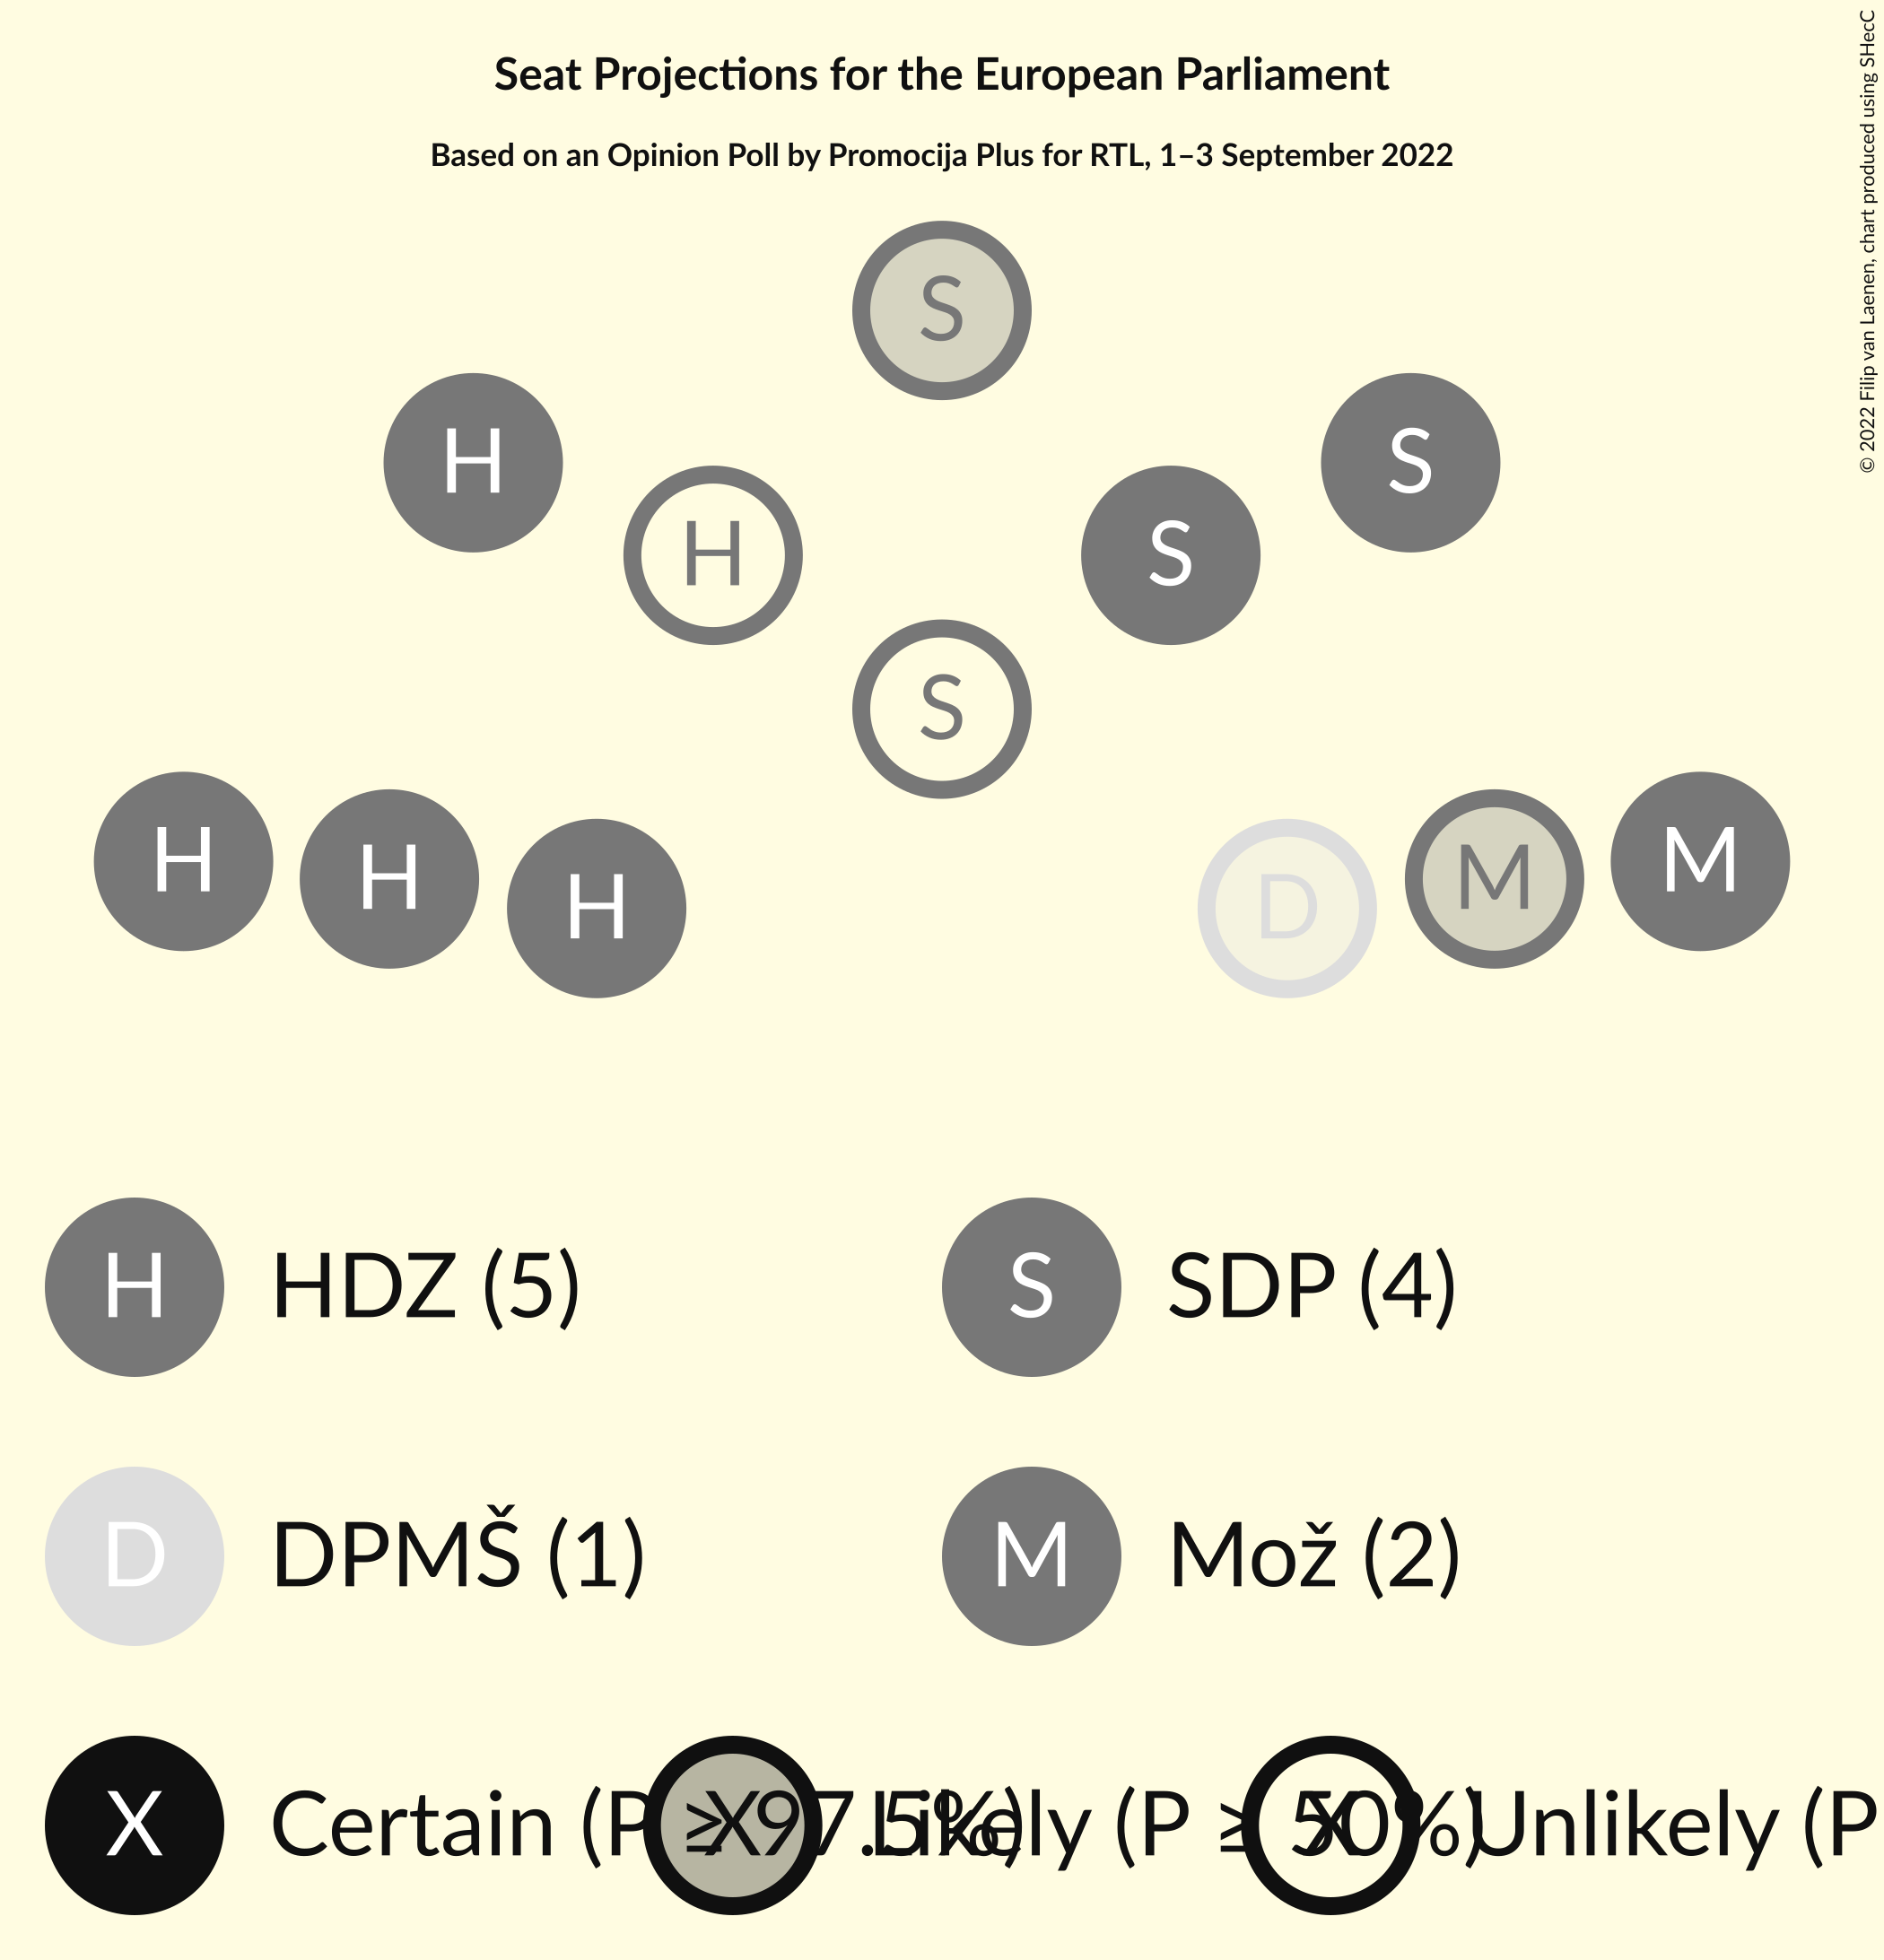 Seat Projections for the European Parliament
Based on an Opinion Poll by Promocija Plus for RTL, 1–3 September 2022
© 2022 Filip van Laenen, chart produced using SHecC
S
H
S
H
S
S
H
H
H
D
M
M
H HDZ (5) S SDP (4)
D DPMŠ (1) M Mož (2)
X Certain (P ≥ 97.5%) X Likely (P ≥ 50%) X Unlikely (P